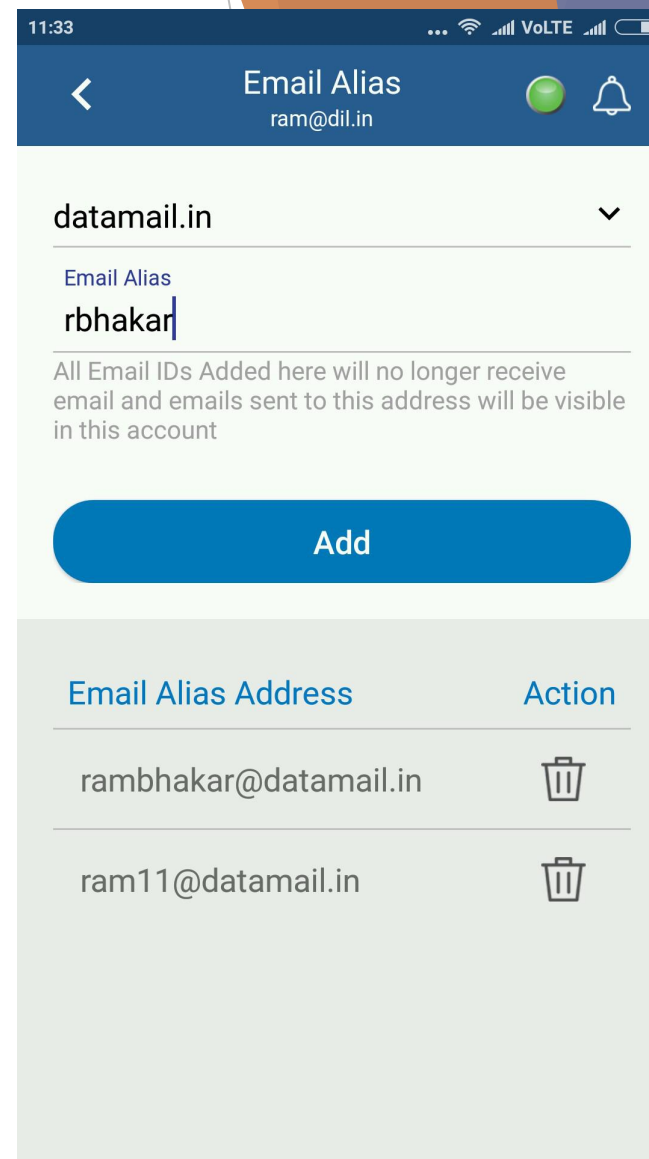 11:33 ... VoLTE
Email Alias
ram@dil.in
datamail.in
Email Alias
rbhakar
All Email IDs Added here will no longer receive
email and emails sent to this address will be visible
in this account
Add
Email Alias Address Action
rambhakar@datamail.in
ram11@datamail.in